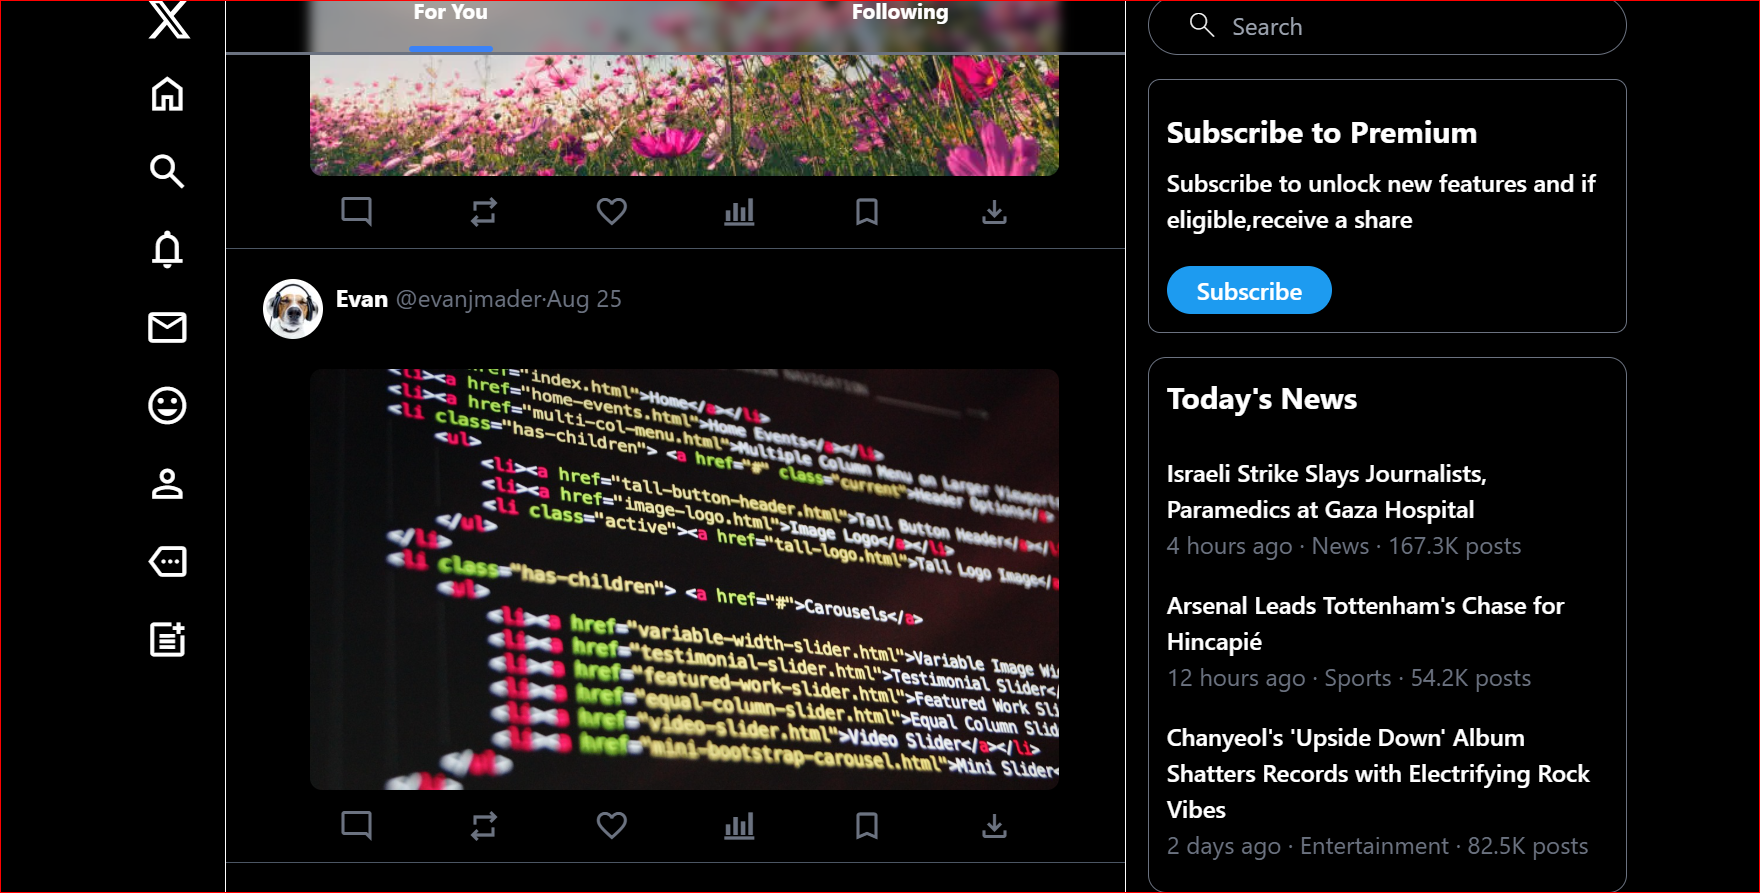 For You
Following
Search
Subscribe to Premium
Subscribe to unlock new features and if
eligible,receive a share
Subscribe
Evan @evanjmader·Aug 25
<li><a href="index.html">Home</a></li>
<li><a href="home-events.html">Home Events</a></li>
<li><a href="multi-col-menu.html">Multiple Column Menu on Larger Viewports
<li class="has-children"> <a href="#" class="current">Header Options</a>
<ul>
<li><a href="tall-button-header.html">Tall Button Header</a></li>
<li><a href="image-logo.html">Image Logo</a></li>
<li class="active"><a href="tall-logo.html">Tall Logo Image</a>
</ul>
</li>
<li class="has-children"> <a href="#">Carousels</a>
<ul>
<li><a href="variable-width-slider.html">Variable Image Wi
<li><a href="testimonial-slider.html">Testimonial Slider</
<li><a href="featured-work-slider.html">Featured Work Sli
<li><a href="equal-column-slider.html">Equal Column Slid
<li><a href="video-slider.html">Video Slider</a></li>
<li><a href="mini-bootstrap-carousel.html">Mini Slider<
</ul>
Today's News
Israeli Strike Slays Journalists,
Paramedics at Gaza Hospital
4 hours ago · News · 167.3K posts
Arsenal Leads Tottenham's Chase for
Hincapié
12 hours ago · Sports · 54.2K posts
Chanyeol's 'Upside Down' Album
Shatters Records with Electrifying Rock
Vibes
2 days ago · Entertainment · 82.5K posts